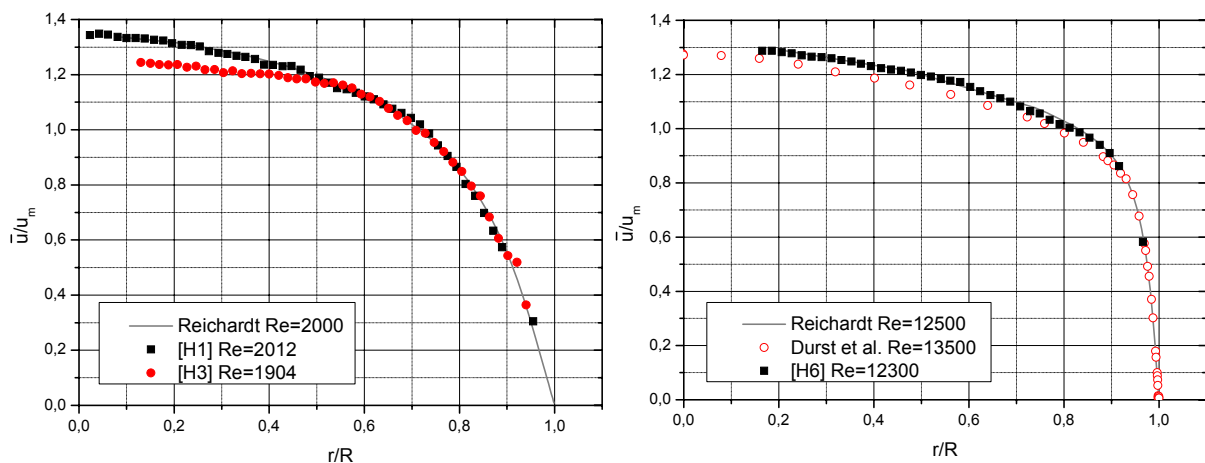 1,4
1,2
1,0
0,8
0,6
0,4
0,2
0,0
ū/u_m
Reichardt Re=2000
[H1] Re=2012
[H3] Re=1904
0,0 0,2 0,4 0,6 0,8 1,0
r/R
1,4
1,2
1,0
0,8
0,6
0,4
0,2
0,0
ū/u_m
Reichardt Re=12500
Durst et al. Re=13500
[H6] Re=12300
0,0 0,2 0,4 0,6 0,8 1,0
r/R